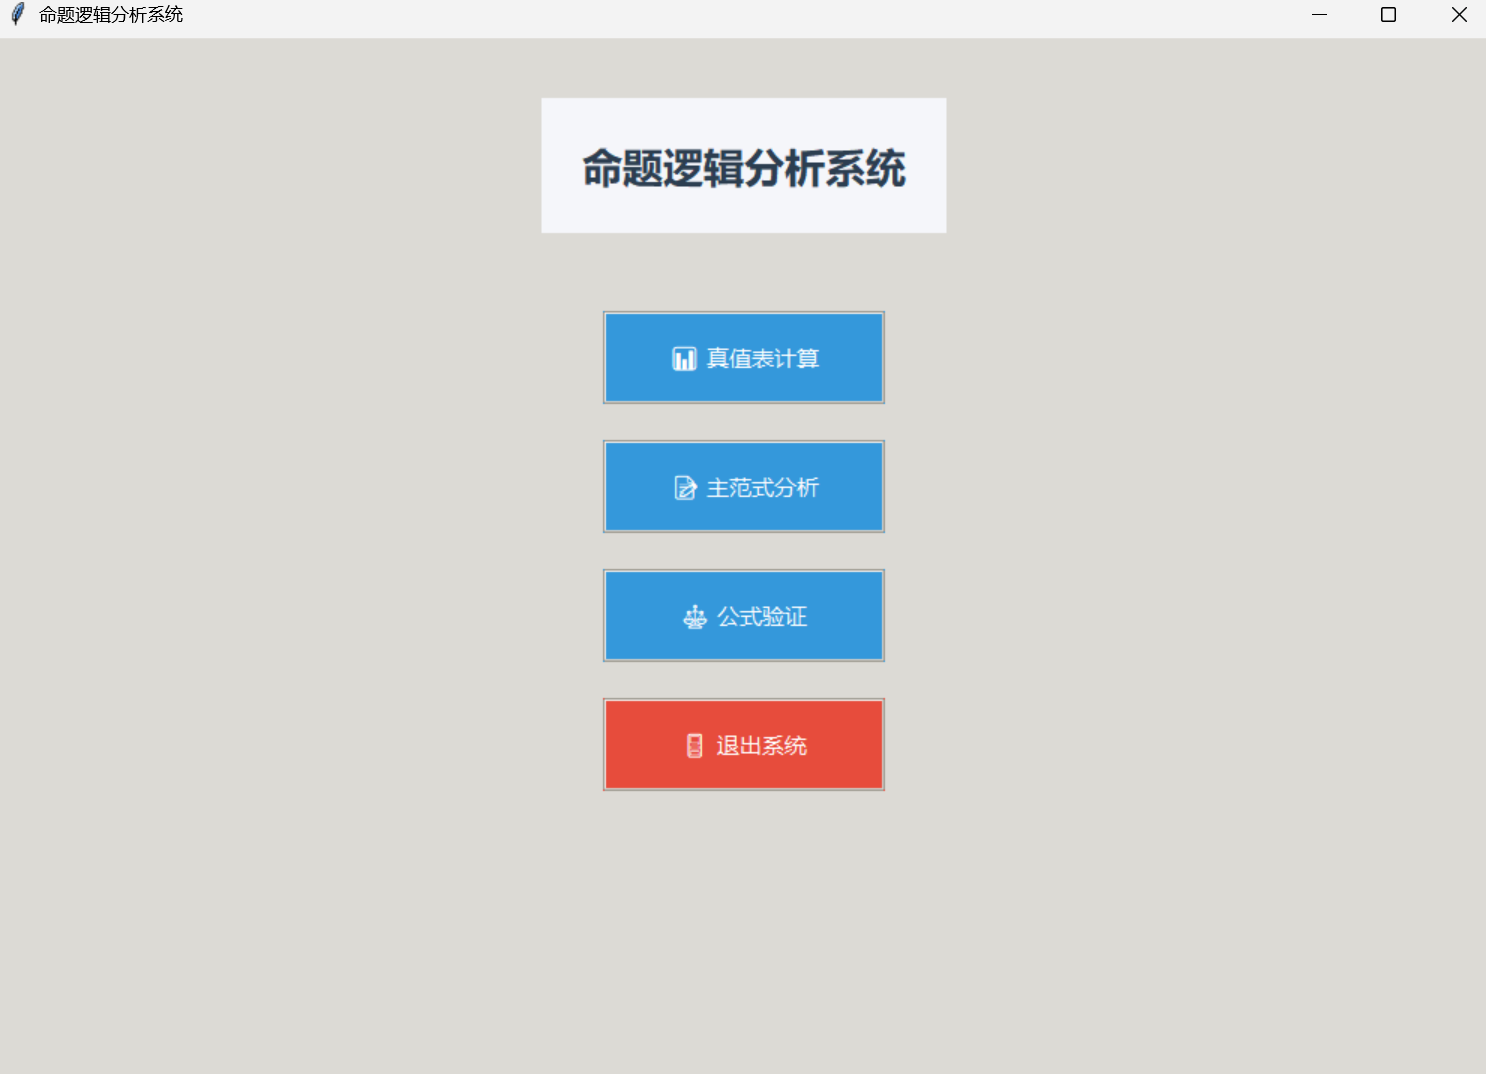 命题逻辑分析系统
命题逻辑分析系统
真值表计算
主范式分析
公式验证
退出系统